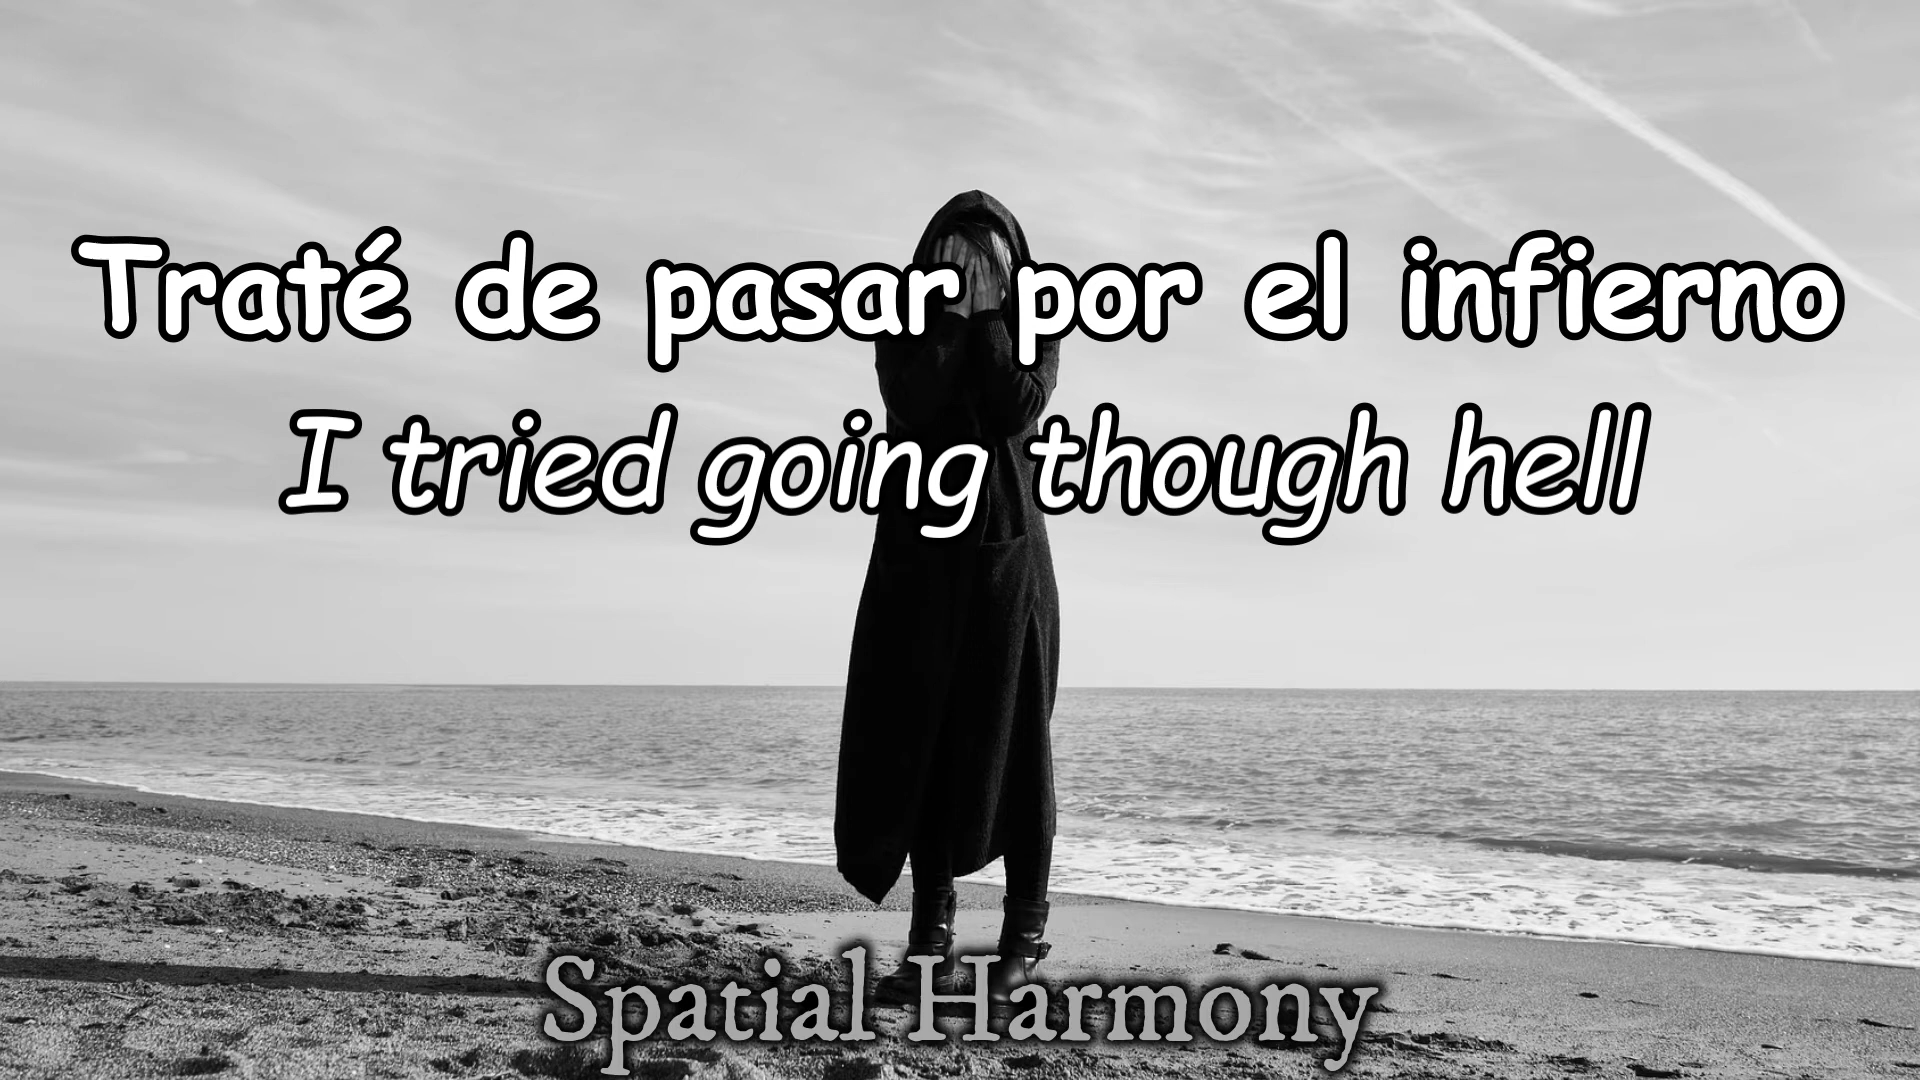 Traté de pasar por el infierno
I tried going though hell
Spatial Harmony